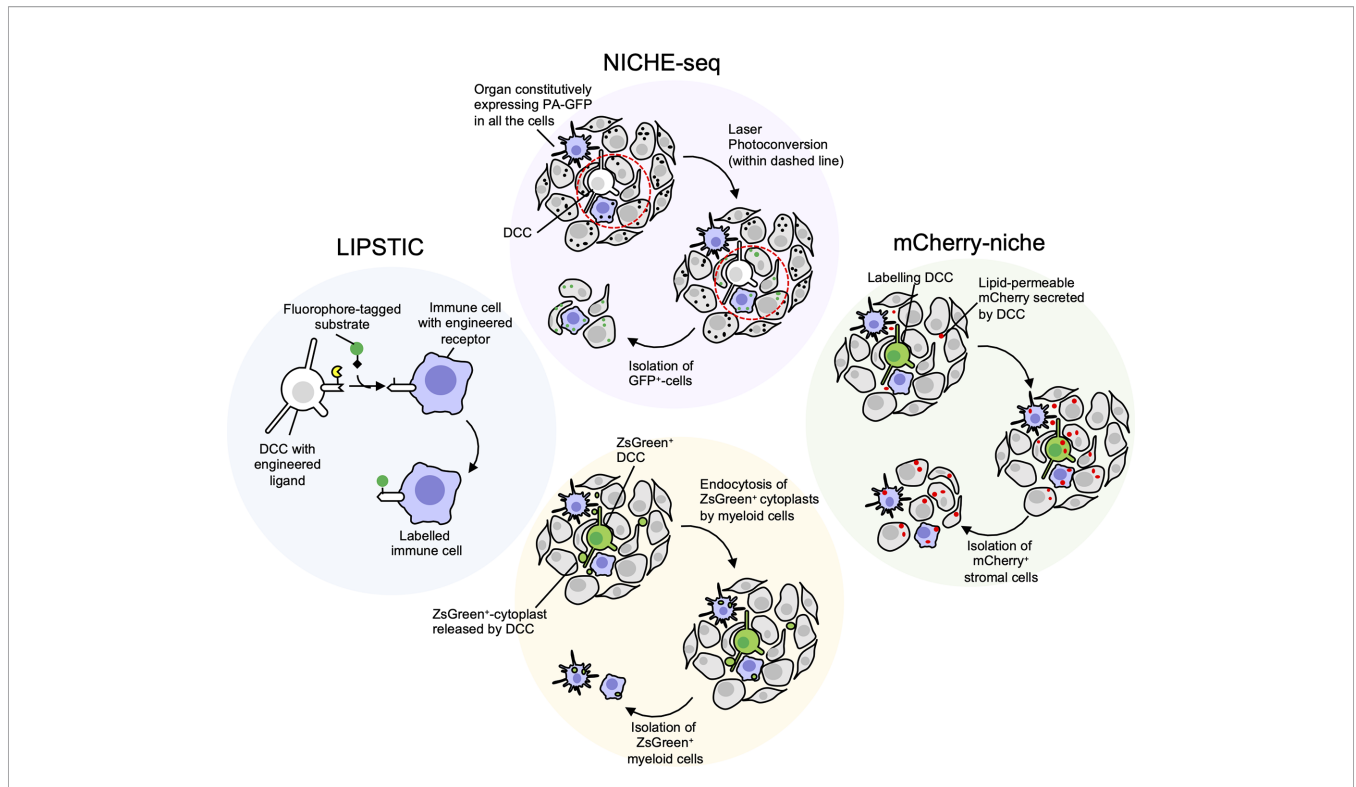 NICHE-seq
Organ constitutively
expressing PA-GFP
in all the cells
Laser
Photoconversion
(within dashed line)
DCC
Isolation of
GFP⁺-cells
LIPSTIC
Fluorophore-tagged
substrate
Immune cell
with engineered
receptor
DCC with
engineered
ligand
Labelled
immune cell
mCherry-niche
Labelling DCC
Lipid-permeable
mCherry secreted
by DCC
Isolation of
mCherry⁺
stromal cells
ZsGreen⁺
DCC
Endocytosis of
ZsGreen⁺ cytoplasts
by myeloid cells
ZsGreen⁺-cytoplast
released by DCC
Isolation of
ZsGreen⁺
myeloid cells